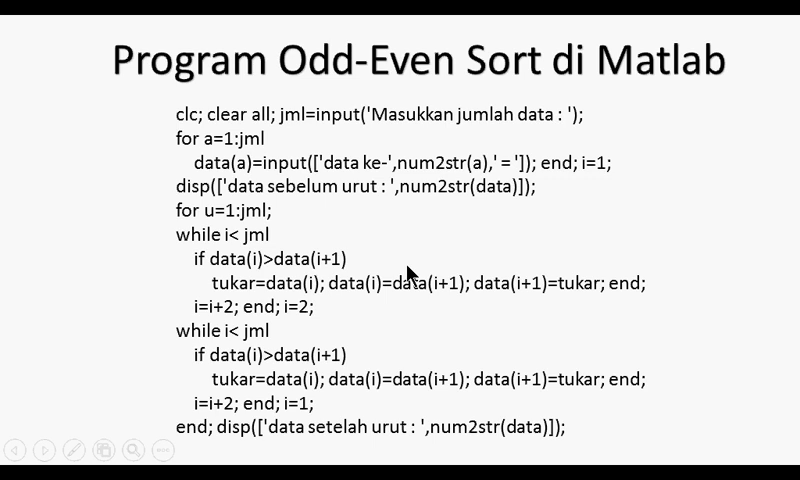 Program Odd-Even Sort di Matlab
clc; clear all; jml=input('Masukkan jumlah data : ');
for a=1:jml
data(a)=input(['data ke-',num2str(a),' = ']); end; i=1;
disp(['data sebelum urut : ',num2str(data)]);
for u=1:jml;
while i< jml
if data(i)>data(i+1)
tukar=data(i); data(i)=data(i+1); data(i+1)=tukar; end;
i=i+2; end; i=2;
while i< jml
if data(i)>data(i+1)
tukar=data(i); data(i)=data(i+1); data(i+1)=tukar; end;
i=i+2; end; i=1;
end; disp(['data setelah urut : ',num2str(data)]);